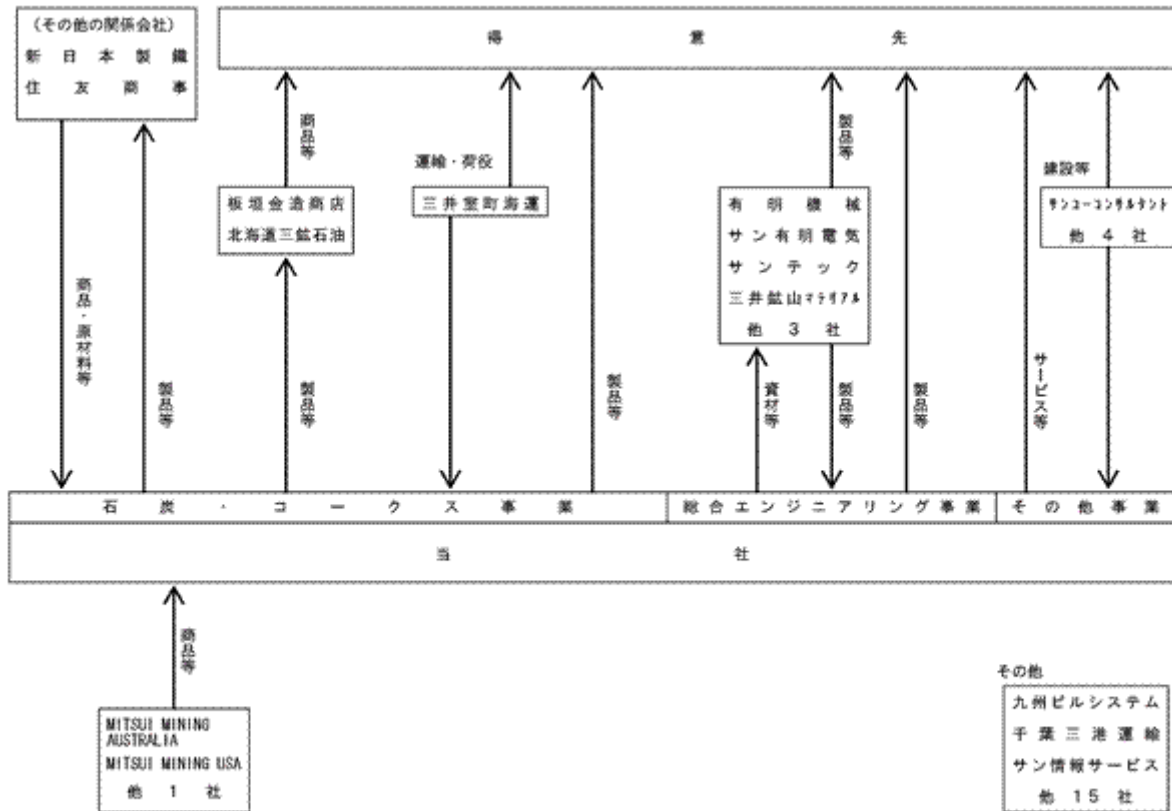 （その他の関係会社）
新日本製鐵
住友商事
得意先
商品等
運輸・荷役
製品等
建設等
板垣金造商店
北海道三鉱石油
三井室町海運
有明機械
サン有明電気
サンテック
三井鉱山マテリアル
他3社
サンコーコンサルタント
他4社
商品・原材料等
製品等
製品等
製品等
資材等
製品等
製品等
サービス等
石炭・コークス事業
総合エンジニアリング事業
その他事業
当社
商品等
MITSUI MINING
AUSTRALIA
MITSUI MINING USA
他1社
その他
九州ビルシステム
千葉三港運輸
サン情報サービス
他15社